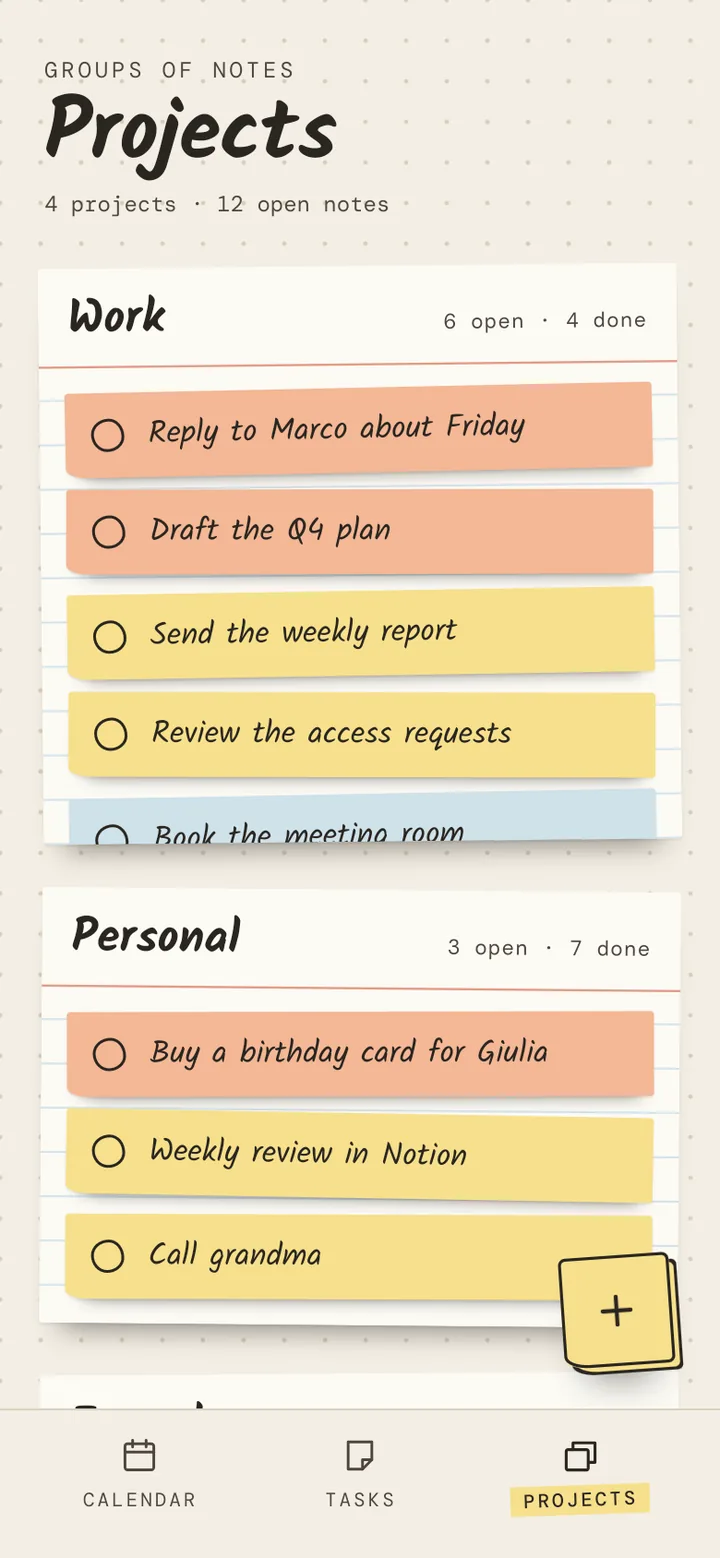 GROUPS OF NOTES
Projects
4 projects · 12 open notes
Work
6 open · 4 done
Reply to Marco about Friday
Draft the Q4 plan
Send the weekly report
Review the access requests
Book the meeting room
Personal
3 open · 7 done
Buy a birthday card for Giulia
Weekly review in Notion
Call grandma
+
CALENDAR
TASKS
PROJECTS